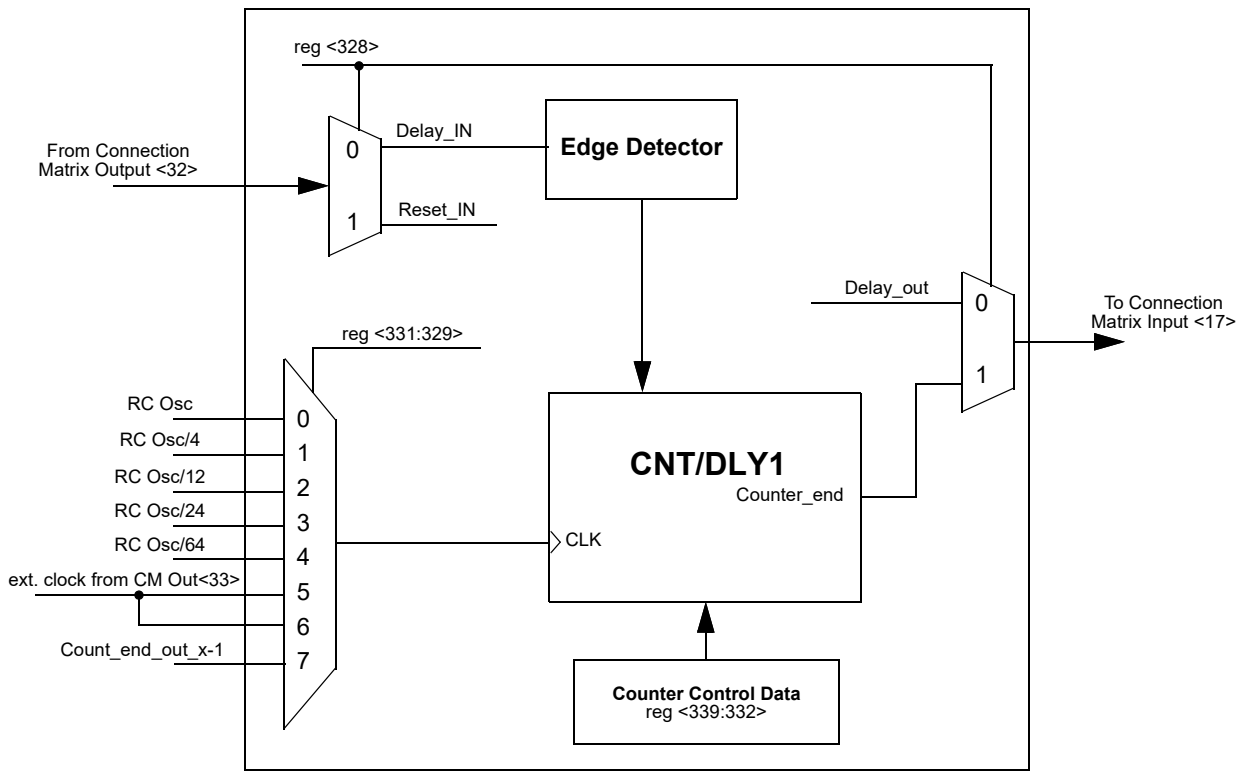 reg <328>
0
Delay_IN
Edge Detector
From Connection
Matrix Output <32>
1
Reset_IN
Delay_out
0
To Connection
Matrix Input <17>
1
reg <331:329>
RC Osc
0
RC Osc/4
1
RC Osc/12
2
RC Osc/24
3
RC Osc/64
4
ext. clock from CM Out<33>
5
6
Count_end_out_x-1
7
CNT/DLY1
Counter_end
CLK
Counter Control Data
reg <339:332>